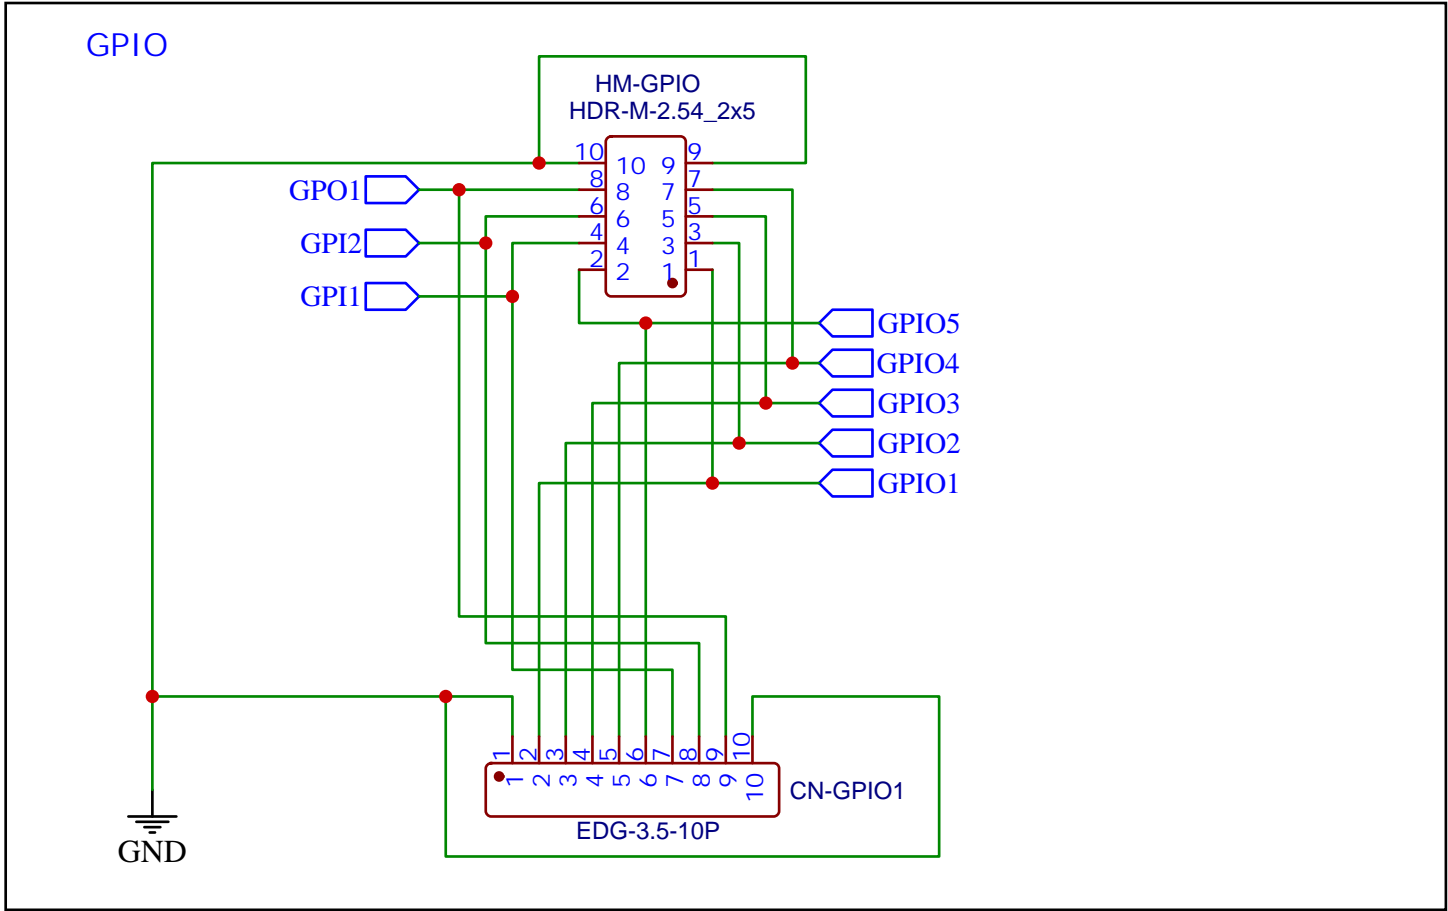 GPIO
HM-GPIO
HDR-M-2.54_2x5
10 10 9 9
GPO1 8 8 7 7
6 6 5 5
GPI2 4 4 3 3
2 2 1 1
GPI1
GPIO5
GPIO4
GPIO3
GPIO2
GPIO1
1 2 3 4 5 6 7 8 9 10
1 2 3 4 5 6 7 8 9 10
CN-GPIO1
EDG-3.5-10P
GND